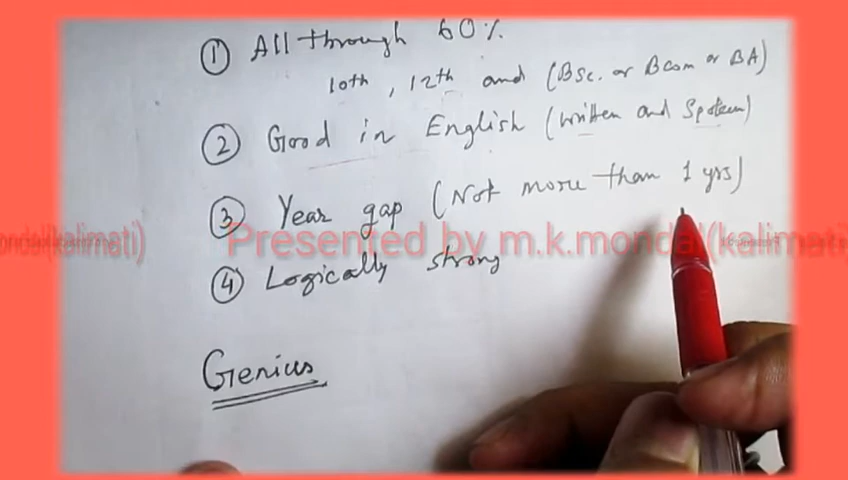 ① All through 60%
10th, 12th and (BSc. or Bcom or BA)
② Good in English (written and Spoken)
③ Year gap (Not more than 1 yrs)
Presented by m.k.mondal(kalimati)
④ Logically strong
Genius